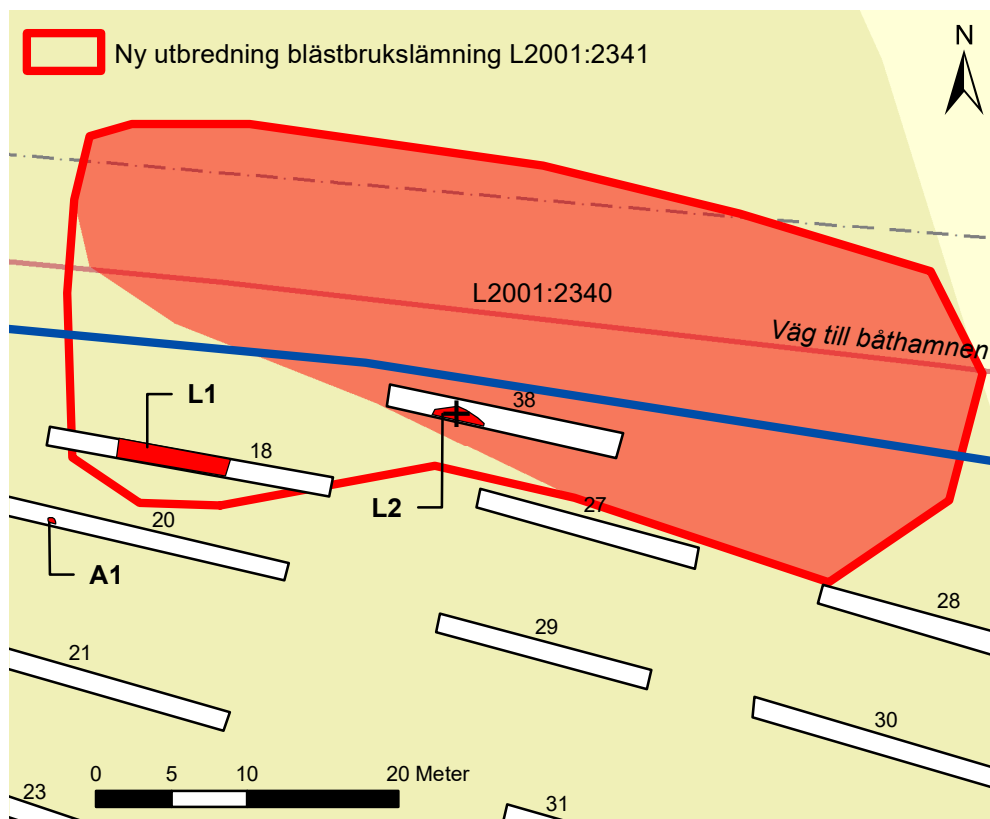 Ny utbredning blästbrukslämning L2001:2341
N
L2001:2340
Väg till båthamnen
L1
38
18
L2
27
20
A1
28
29
21
30
0 5 10 20 Meter
23
31